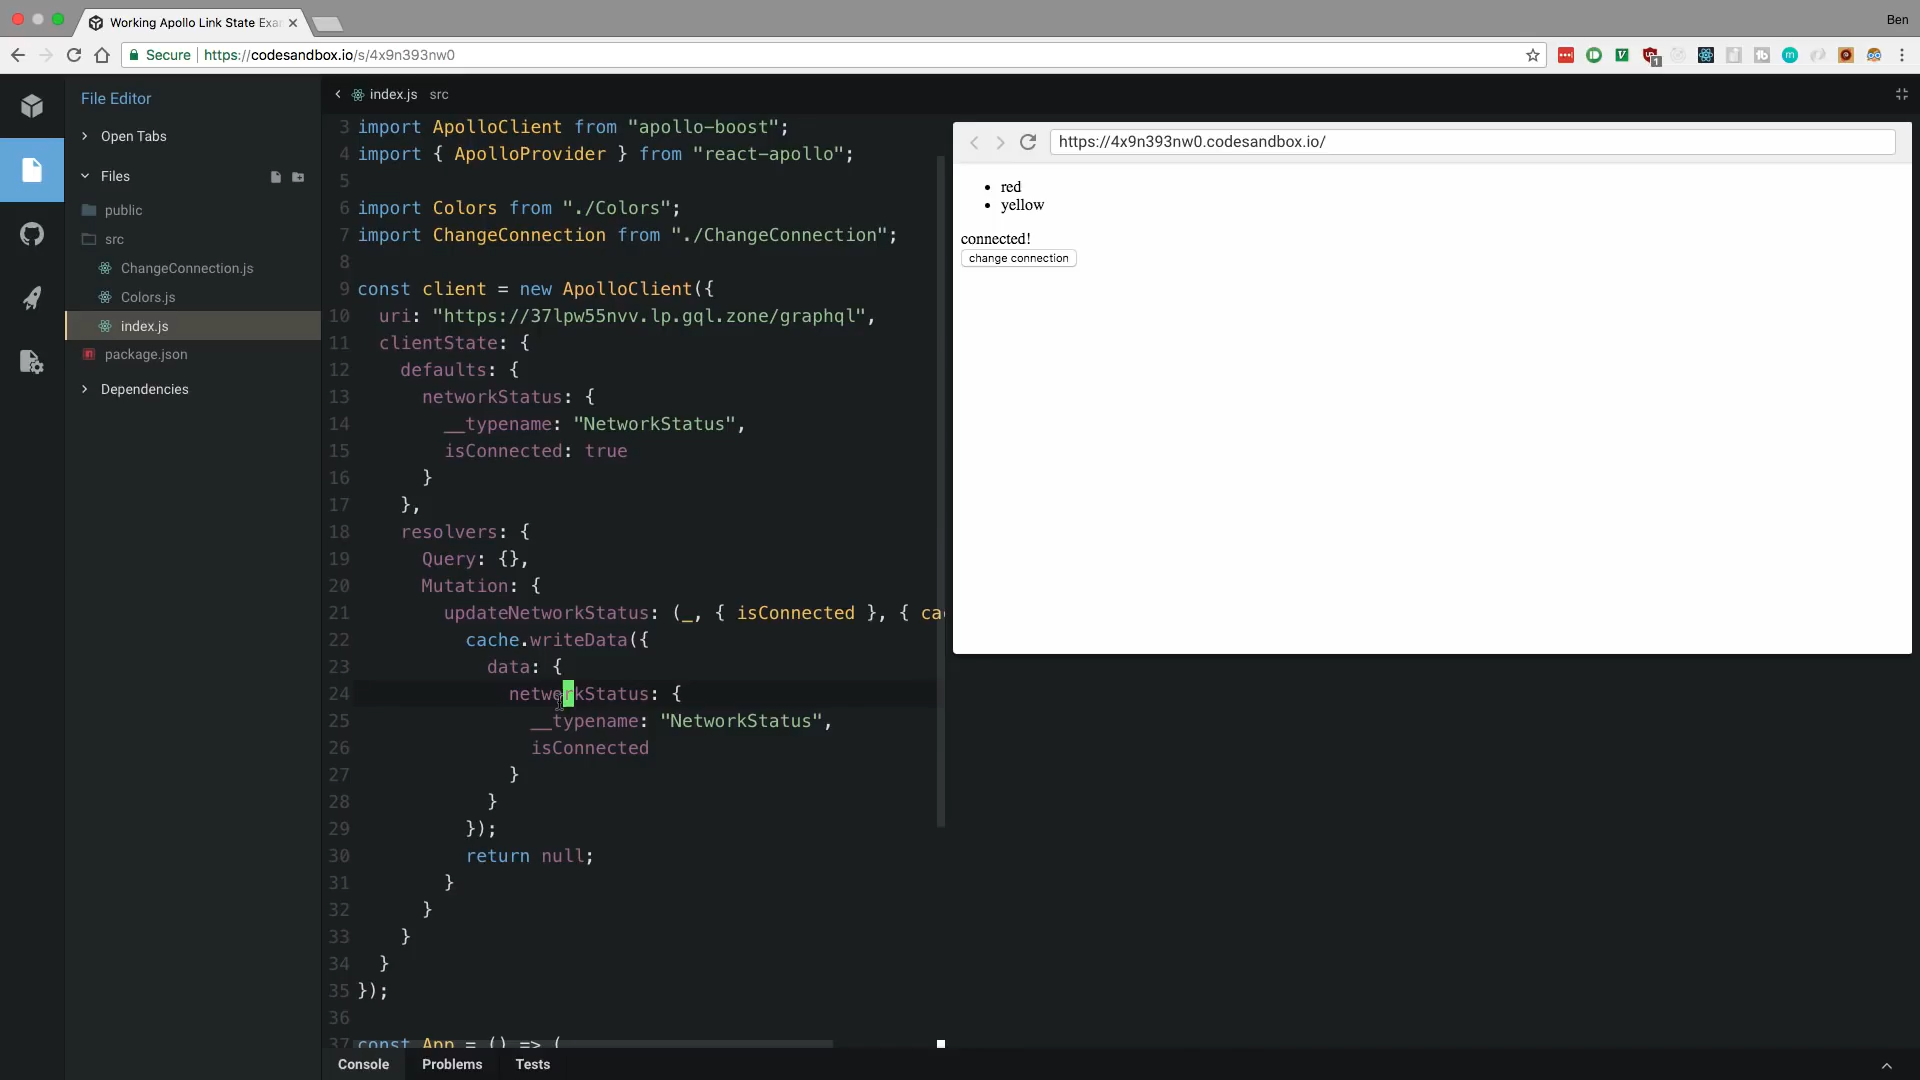 Working Apollo Link State Exa
Ben
Secure
https://codesandbox.io/s/4x9n393nw0
File Editor
Open Tabs
Files
public
src
ChangeConnection.js
Colors.js
index.js
package.json
Dependencies
index.js src
3 import ApolloClient from "apollo-boost";
4 import { ApolloProvider } from "react-apollo";
5
6 import Colors from "./Colors";
7 import ChangeConnection from "./ChangeConnection";
8
9 const client = new ApolloClient({
10 uri: "https://37lpw55nvv.lp.gql.zone/graphql",
11 clientState: {
12 defaults: {
13 networkStatus: {
14 __typename: "NetworkStatus",
15 isConnected: true
16 }
17 },
18 resolvers: {
19 Query: {},
20 Mutation: {
21 updateNetworkStatus: (_, { isConnected }, { cac
22 cache.writeData({
23 data: {
24 networkStatus: {
25 __typename: "NetworkStatus",
26 isConnected
27 }
28 }
29 });
30 return null;
31 }
32 }
33 }
34 }
35 });
36
37 const App = () => (
https://4x9n393nw0.codesandbox.io/
• red
• yellow
connected!
change connection
Console
Problems
Tests